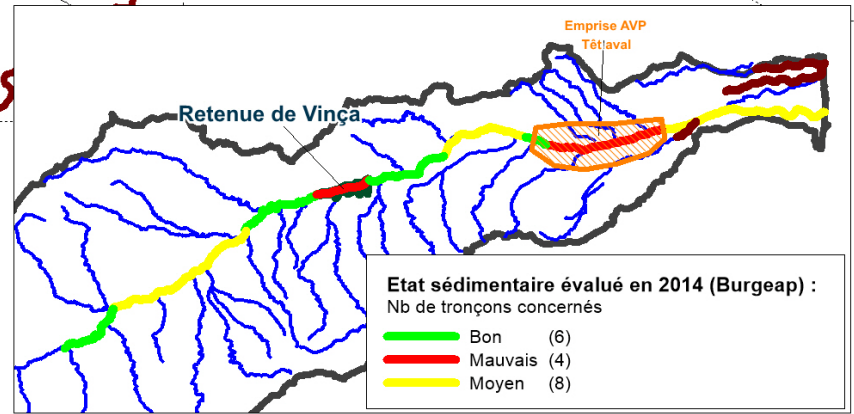 Emprise AVP
Têt aval
Retenue de Vinça
Etat sédimentaire évalué en 2014 (Burgeap) :
Nb de tronçons concernés
Bon (6)
Mauvais (4)
Moyen (8)